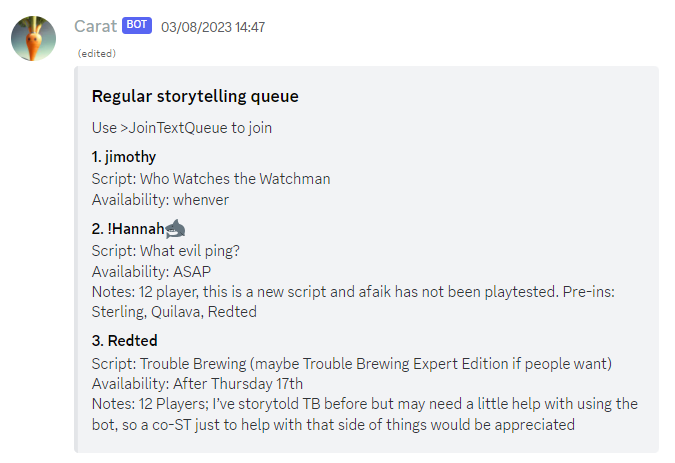 Carat BOT 03/08/2023 14:47
(edited)
Regular storytelling queue
Use >JoinTextQueue to join
1. jimothy
Script: Who Watches the Watchman
Availability: whenver
2. !Hannah🦈
Script: What evil ping?
Availability: ASAP
Notes: 12 player, this is a new script and afaik has not been playtested. Pre-ins:
Sterling, Quilava, Redted
3. Redted
Script: Trouble Brewing (maybe Trouble Brewing Expert Edition if people want)
Availability: After Thursday 17th
Notes: 12 Players; I've storytold TB before but may need a little help with using the
bot, so a co-ST just to help with that side of things would be appreciated